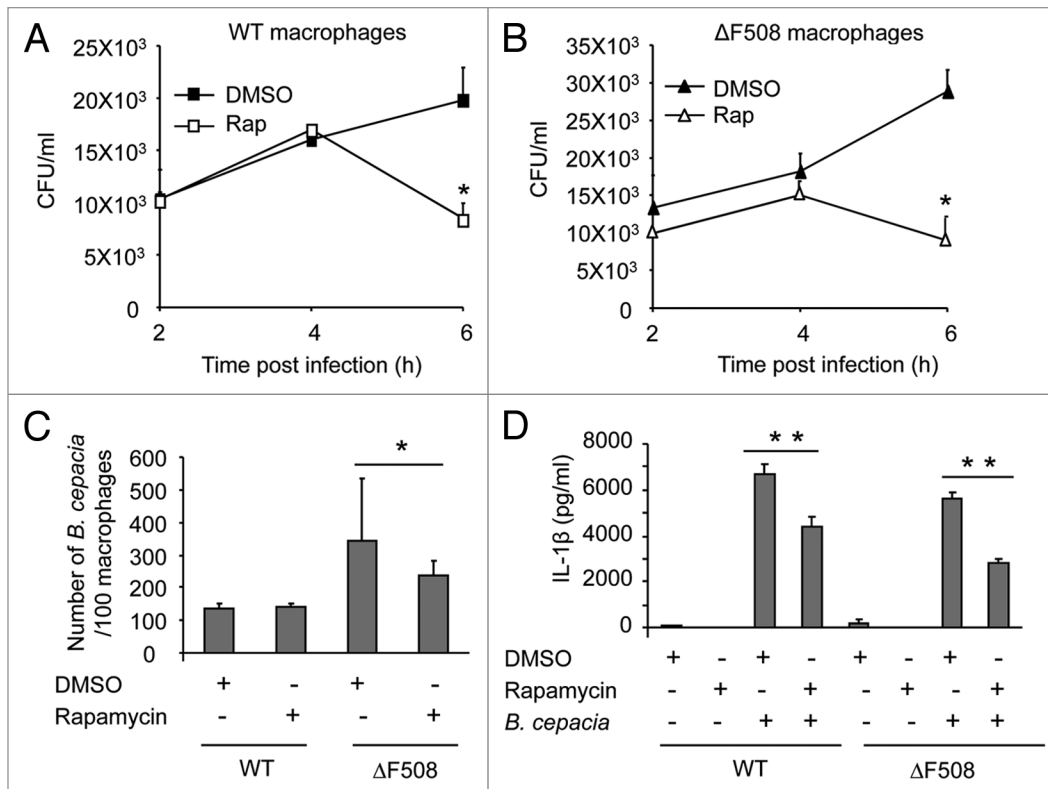 A
WT macrophages
25X10³
20X10³
15X10³
10X10³
5X10³
0
CFU/ml
DMSO
Rap
*
2 4 6
Time post infection (h)
B
ΔF508 macrophages
35X10³
30X10³
25X10³
20X10³
15X10³
10X10³
5X10³
0
CFU/ml
DMSO
Rap
*
2 4 6
Time post infection (h)
C
Number of B. cepacia
/100 macrophages
600
500
400
300
200
100
0
*
DMSO + - + -
Rapamycin - + - +
WT ΔF508
D
IL-1β (pg/ml)
8000
6000
4000
2000
0
* *
* *
DMSO + - + - + - + -
Rapamycin - + - + - + - +
B. cepacia - - + + - - + +
WT ΔF508